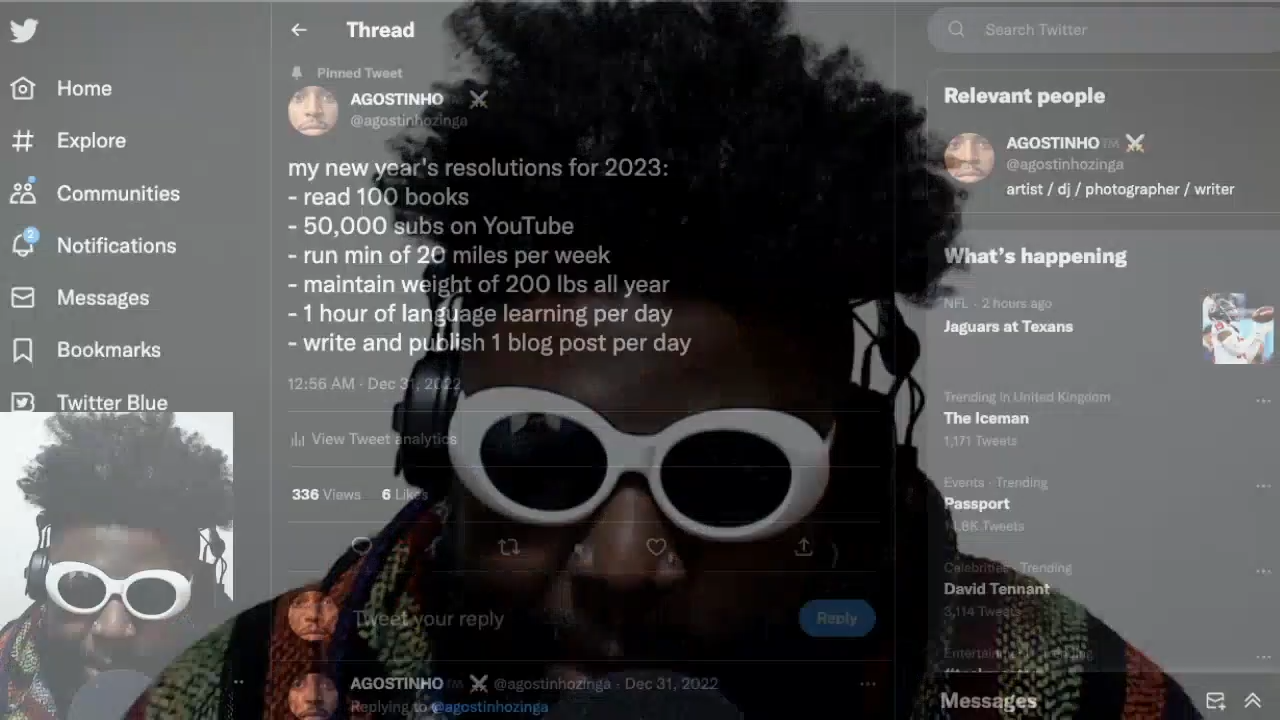 Home
Explore
Communities
2
Notifications
Messages
Bookmarks
Twitter Blue
Thread
Pinned Tweet
AGOSTINHO™
@agostinhozinga
my new year's resolutions for 2023:
- read 100 books
- 50,000 subs on YouTube
- run min of 20 miles per week
- maintain weight of 200 lbs all year
- 1 hour of language learning per day
- write and publish 1 blog post per day
12:56 AM · Dec 31, 2022
View Tweet analytics
336 Views 6 Likes
Tweet your reply
Reply
AGOSTINHO™ @agostinhozinga · Dec 31, 2022
Replying to @agostinhozinga
Search Twitter
Relevant people
AGOSTINHO™
@agostinhozinga
artist / dj / photographer / writer
What's happening
NFL · 2 hours ago
Jaguars at Texans
Trending in United Kingdom
The Iceman
1,171 Tweets
Events · Trending
Passport
Tweets
Celebrities · Trending
David Tennant
3,114 Tweets
Trending
Messages